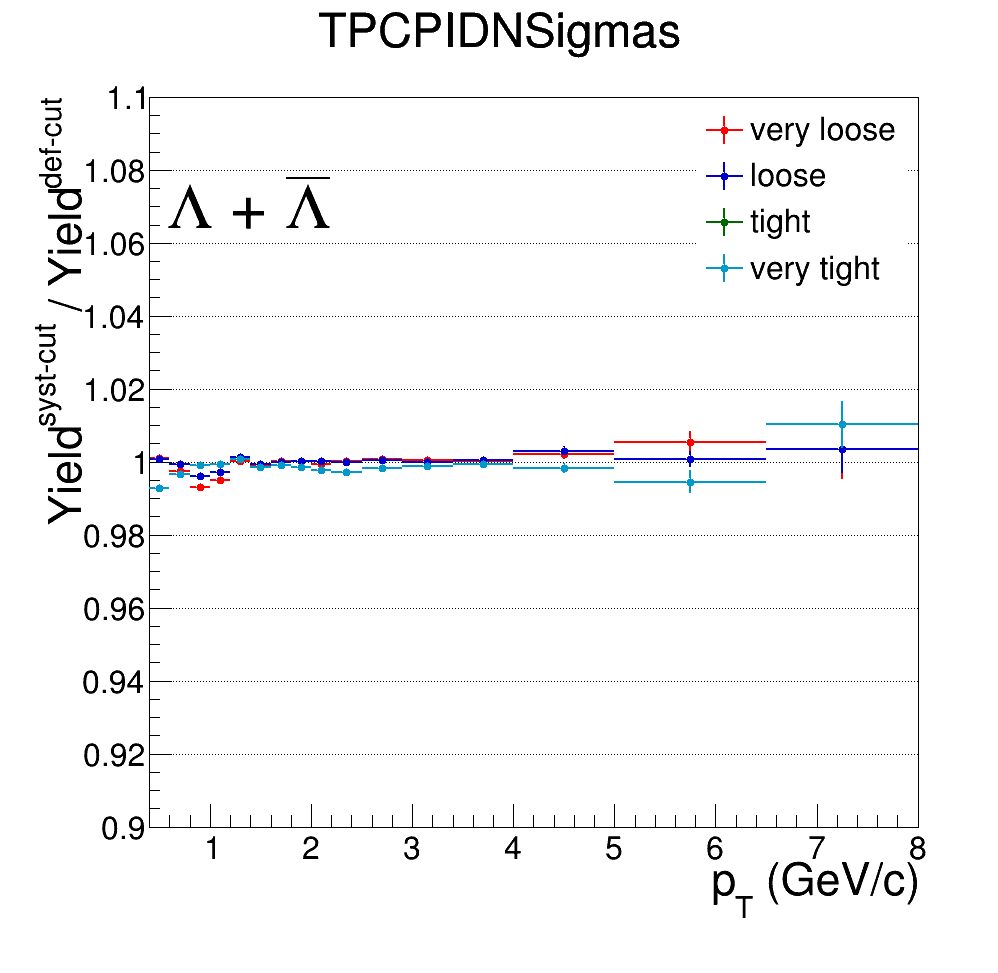 TPCPIDNSigmas
Yield^syst-cut / Yield^def-cut
1.1
1.08
1.06
1.04
1.02
1
0.98
0.96
0.94
0.92
0.9
Λ + Λ̅
very loose
loose
tight
very tight
1 2 3 4 5 6 7 8
p_T (GeV/c)